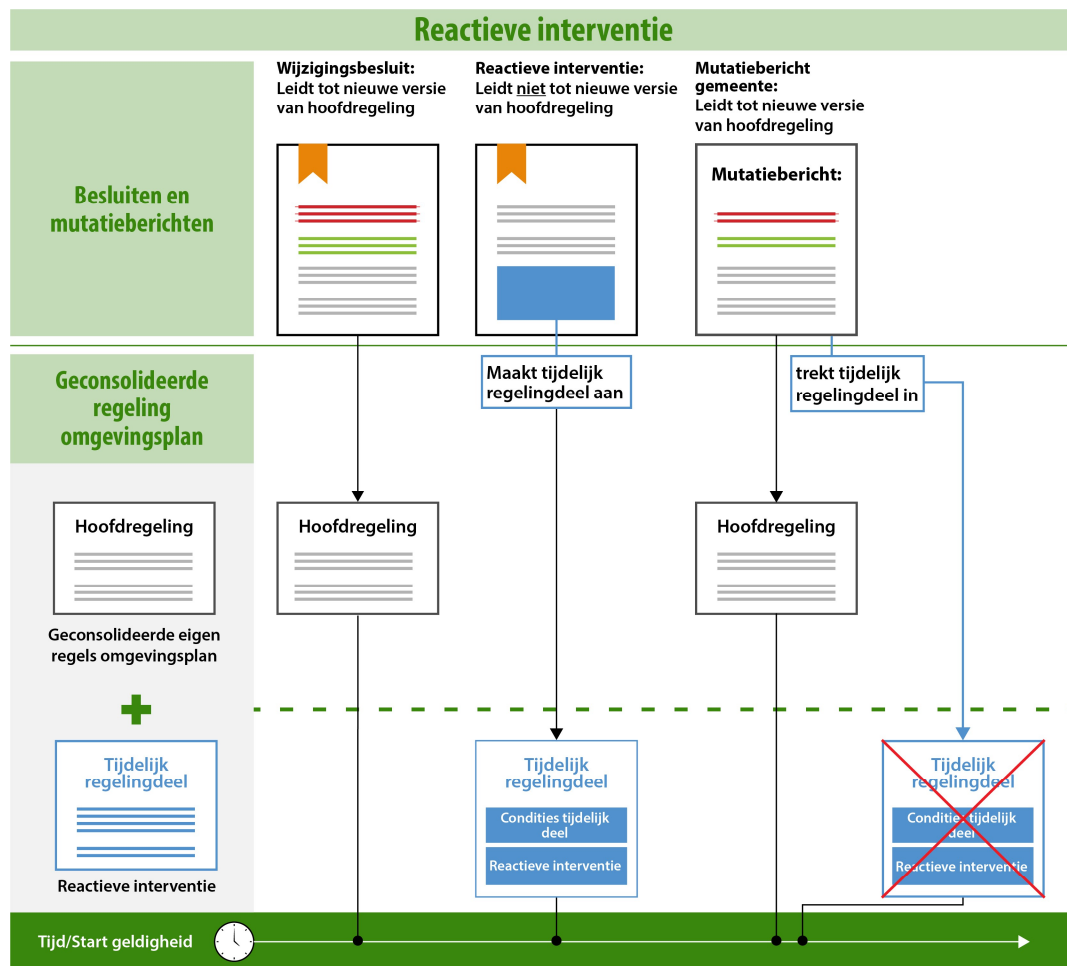 Reactieve interventie
Wijzigingsbesluit:
Leidt tot nieuwe versie
van hoofdregeling
Reactieve interventie:
Leidt niet tot nieuwe versie
van hoofdregeling
Mutatiebericht
gemeente:
Leidt tot nieuwe versie
van hoofdregeling
Besluiten en
mutatieberichten
Mutatiebericht:
Geconsolideerde
regeling
omgevingsplan
Maakt tijdelijk
regelingdeel aan
trekt tijdelijk
regelingdeel in
Hoofdregeling
Hoofdregeling
Hoofdregeling
Geconsolideerde eigen
regels omgevingsplan
Tijdelijk
regelingdeel
Reactieve interventie
Tijdelijk
regelingdeel
Condities tijdelijk
deel
Reactieve interventie
Tijdelijk
regelingdeel
Condities tijdelijk
deel
Reactieve interventie
Tijd/Start geldigheid